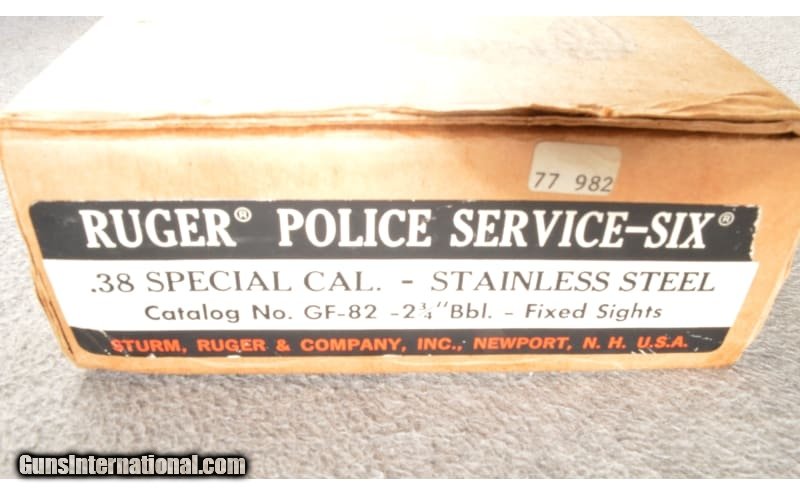 77 982
RUGER® POLICE SERVICE-SIX®
.38 SPECIAL CAL. - STAINLESS STEEL
Catalog No. GF-82 -2¾" Bbl. - Fixed Sights
STURM, RUGER & COMPANY, INC., NEWPORT, N. H. U.S.A.
GunsInternational.com